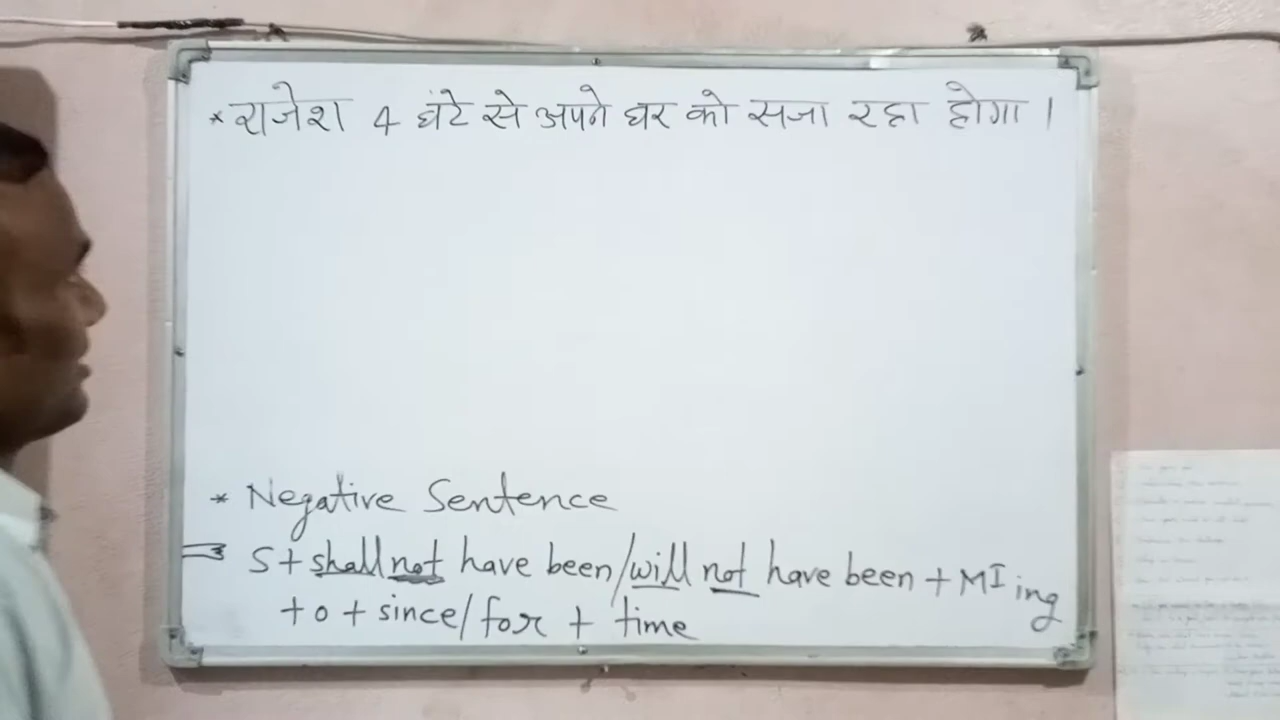 * राजेश 4 घंटे से अपने घर को सजा रहा होगा ।
* Negative Sentence
S + shall not have been/will not have been + MI ing
+ o + since/for + time